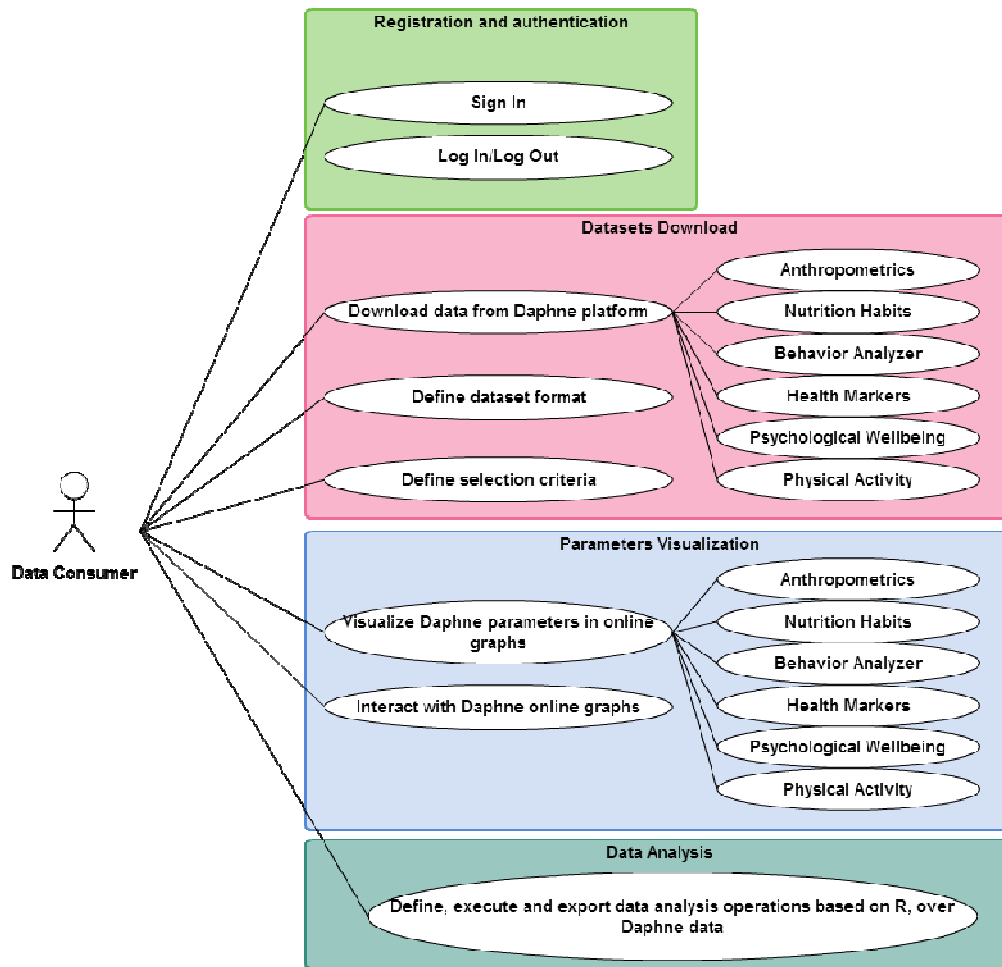 Registration and authentication
Sign In
Log In/Log Out
Datasets Download
Download data from Daphne platform
Define dataset format
Define selection criteria
Anthropometrics
Nutrition Habits
Behavior Analyzer
Health Markers
Psychological Wellbeing
Physical Activity
Data Consumer
Parameters Visualization
Visualize Daphne parameters in online
graphs
Interact with Daphne online graphs
Anthropometrics
Nutrition Habits
Behavior Analyzer
Health Markers
Psychological Wellbeing
Physical Activity
Data Analysis
Define, execute and export data analysis operations based on R, over
Daphne data